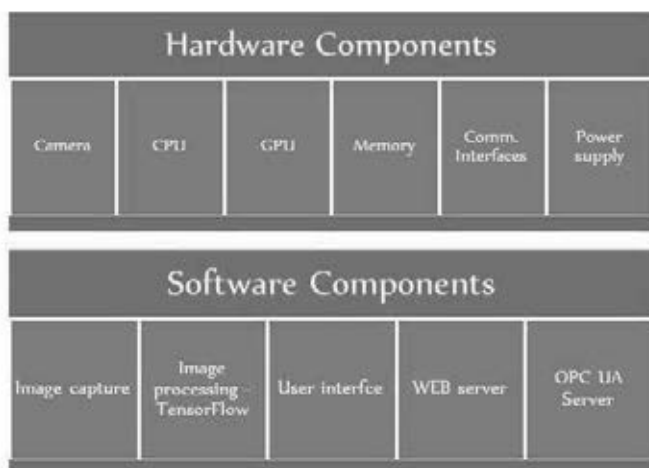 Hardware Components
Camera
CPU
GPU
Memory
Comm.
Interfaces
Power
supply
Software Components
Image capture
Image
processing -
TensorFlow
User interfce
WEB server
OPC UA
Server